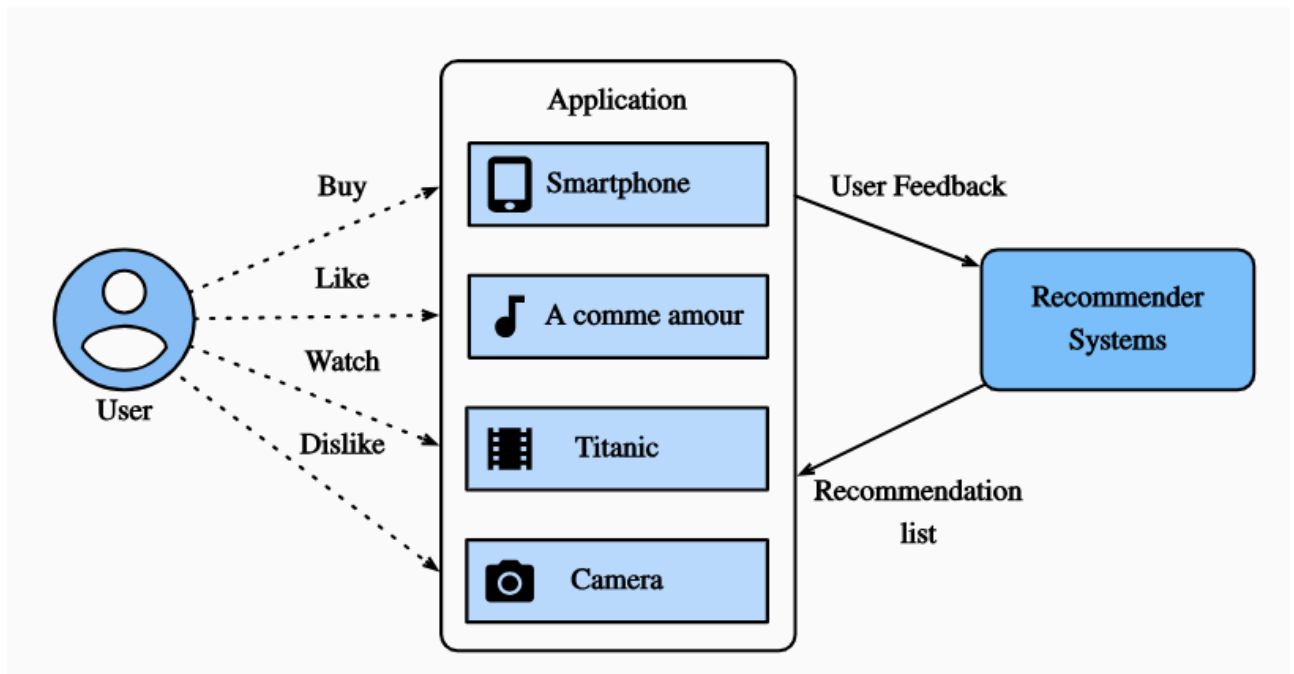 Application
Buy
Smartphone
User Feedback
Like
A comme amour
Recommender
Systems
Watch
User
Dislike
Titanic
Recommendation
list
Camera